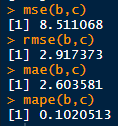 > mse(b,c)
[1] 8.511068
> rmse(b,c)
[1] 2.917373
> mae(b,c)
[1] 2.603581
> mape(b,c)
[1] 0.1020513